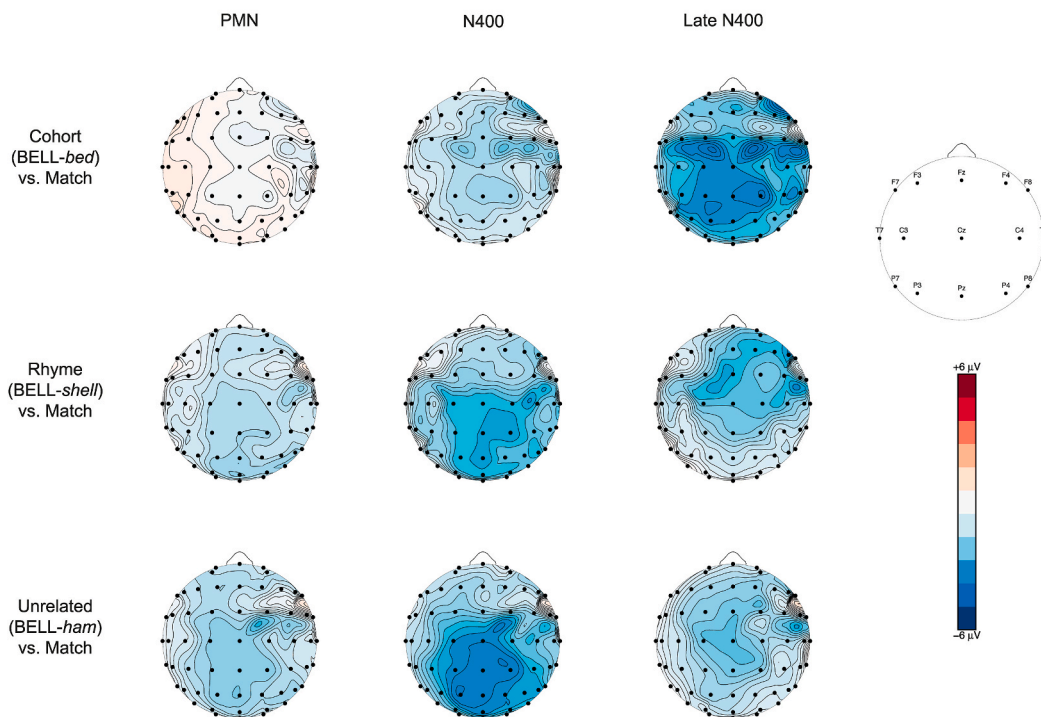 PMN
N400
Late N400
Cohort
(BELL-bed)
vs. Match
Fz
F3
F4
F7
F8
T7
C3
Cz
C4
T
P7
P3
Pz
P4
P8
Rhyme
(BELL-shell)
vs. Match
+6 μV
−6 μV
Unrelated
(BELL-ham)
vs. Match